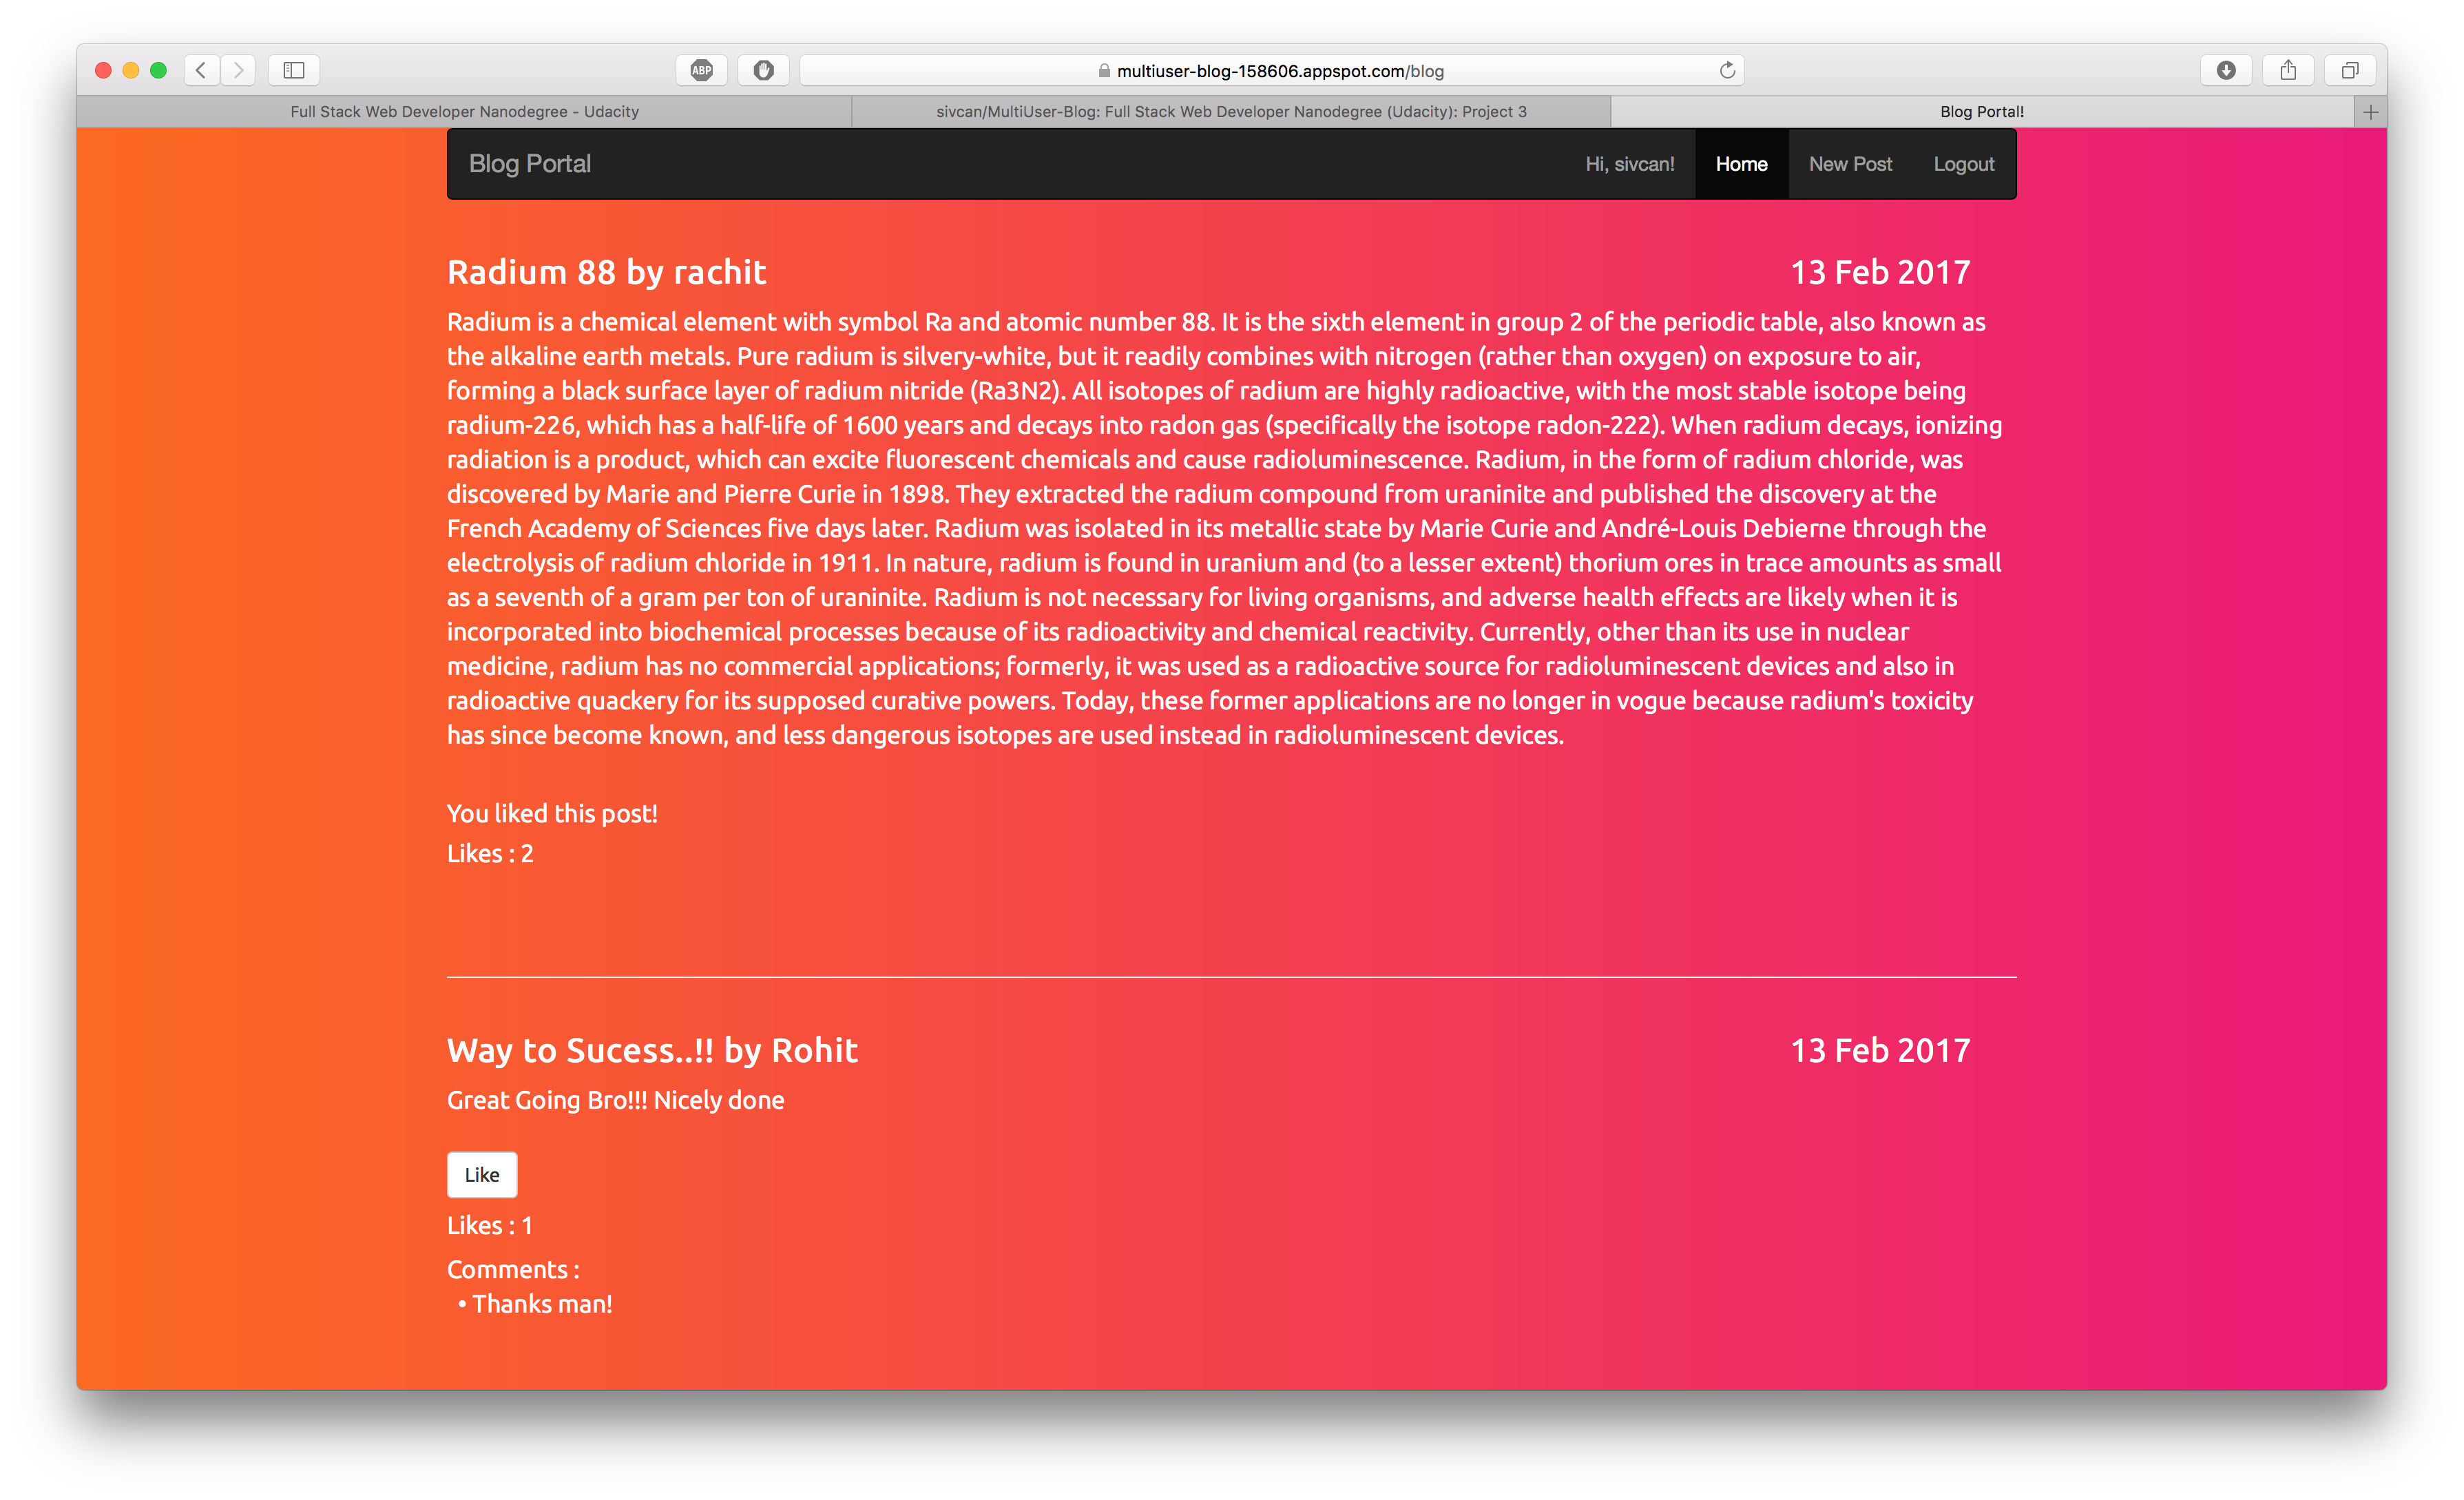 ABP
multiuser-blog-158606.appspot.com/blog
Full Stack Web Developer Nanodegree - Udacity
sivcan/MultiUser-Blog: Full Stack Web Developer Nanodegree (Udacity): Project 3
Blog Portal!
Blog Portal
Hi, sivcan!
Home
New Post
Logout
Radium 88 by rachit
13 Feb 2017
Radium is a chemical element with symbol Ra and atomic number 88. It is the sixth element in group 2 of the periodic table, also known as
the alkaline earth metals. Pure radium is silvery-white, but it readily combines with nitrogen (rather than oxygen) on exposure to air,
forming a black surface layer of radium nitride (Ra3N2). All isotopes of radium are highly radioactive, with the most stable isotope being
radium-226, which has a half-life of 1600 years and decays into radon gas (specifically the isotope radon-222). When radium decays, ionizing
radiation is a product, which can excite fluorescent chemicals and cause radioluminescence. Radium, in the form of radium chloride, was
discovered by Marie and Pierre Curie in 1898. They extracted the radium compound from uraninite and published the discovery at the
French Academy of Sciences five days later. Radium was isolated in its metallic state by Marie Curie and André-Louis Debierne through the
electrolysis of radium chloride in 1911. In nature, radium is found in uranium and (to a lesser extent) thorium ores in trace amounts as small
as a seventh of a gram per ton of uraninite. Radium is not necessary for living organisms, and adverse health effects are likely when it is
incorporated into biochemical processes because of its radioactivity and chemical reactivity. Currently, other than its use in nuclear
medicine, radium has no commercial applications; formerly, it was used as a radioactive source for radioluminescent devices and also in
radioactive quackery for its supposed curative powers. Today, these former applications are no longer in vogue because radium's toxicity
has since become known, and less dangerous isotopes are used instead in radioluminescent devices.
You liked this post!
Likes : 2
Way to Sucess..!! by Rohit
13 Feb 2017
Great Going Bro!!! Nicely done
Like
Likes : 1
Comments :
• Thanks man!